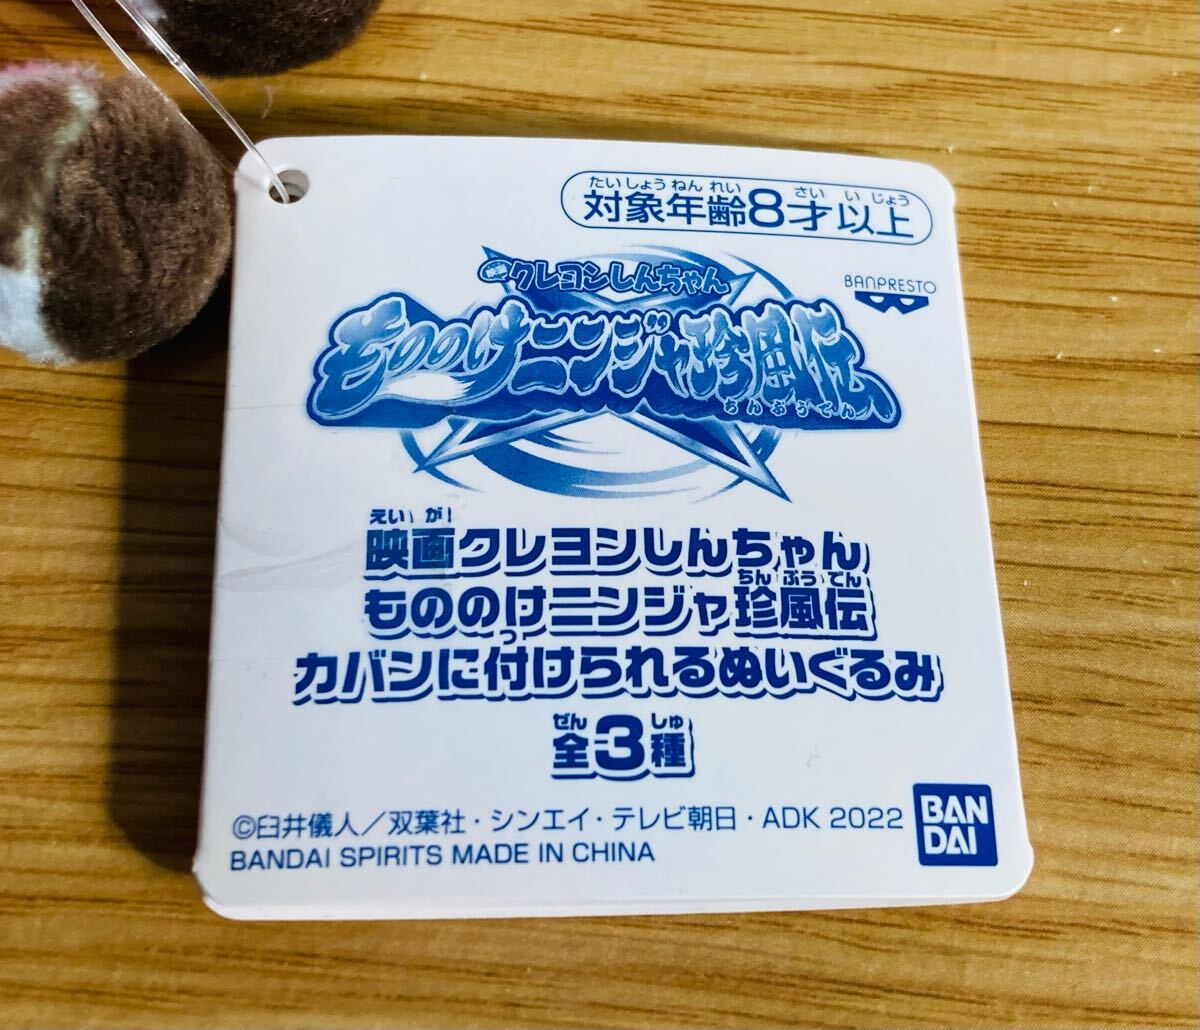 たいしょうねんれい さい いじょう
対象年齢8才以上
映画クレヨンしんちゃん
もののけニンジャ珍風伝
ちんぷうでん
BANPRESTO
えいが
映画クレヨンしんちゃん
ちんぷうでん
もののけニンジャ珍風伝
つ
カバンに付けられるぬいぐるみ
ぜん しゅ
全3種
©臼井儀人／双葉社・シンエイ・テレビ朝日・ADK 2022
BANDAI SPIRITS MADE IN CHINA
BAN
DAI